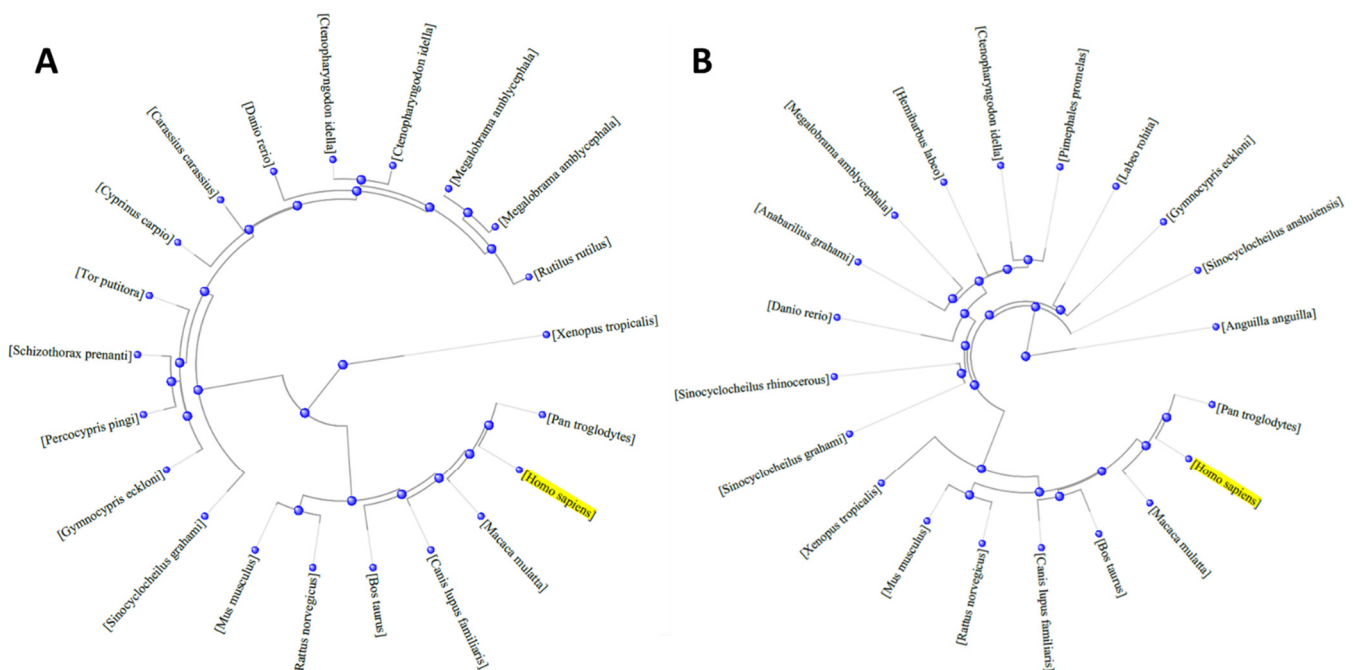 A
[Ctenopharyngodon idella]
[Ctenopharyngodon idella]
[Danio rerio]
[Megalobrama amblycephala]
[Carassius carassius]
[Megalobrama amblycephala]
[Cyprinus carpio]
[Rutilus rutilus]
[Tor putitora]
[Xenopus tropicalis]
[Schizothorax prenanti]
[Percocypris pingi]
[Pan troglodytes]
[Gymnocypris eckloni]
[Homo sapiens]
[Sinocyclocheilus grahami]
[Macaca mulatta]
[Mus musculus]
Rattus norvegicus]
[Bos taurus]
[Canis lupus familiaris]
B
[Ctenopharyngodon idella]
[Pimephales promelas]
[Hemibarbus labeo]
[Labeo rohita]
[Megalobrama amblycephala]
[Gymnocypris eckloni]
[Anabarilius grahami]
[Sinocyclocheilus anshuiensis]
[Danio rerio]
[Anguilla anguilla]
[Sinocyclocheilus rhinocerous]
[Pan troglodytes]
[Sinocyclocheilus grahami]
[Homo sapiens]
[Xenopus tropicalis]
[Macaca mulatta]
[Mus musculus]
[Bos taurus]
[Rattus norvegicus]
[Canis lupus familiaris]